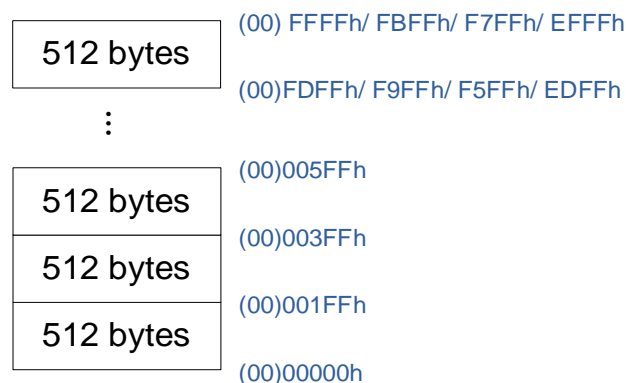 (00) FFFFh/ FBFFh/ F7FFh/ EFFFh
512 bytes
(00)FDFFh/ F9FFh/ F5FFh/ EDFFh
...
(00)005FFh
512 bytes
(00)003FFh
512 bytes
(00)001FFh
512 bytes
(00)00000h